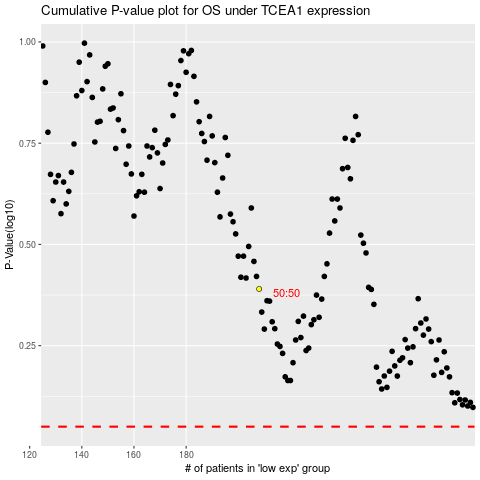 Cumulative P-value plot for OS under TCEA1 expression
P-Value(log10)
1.00
0.75
0.50
0.25
50:50
120 140 160 180
# of patients in 'low exp' group